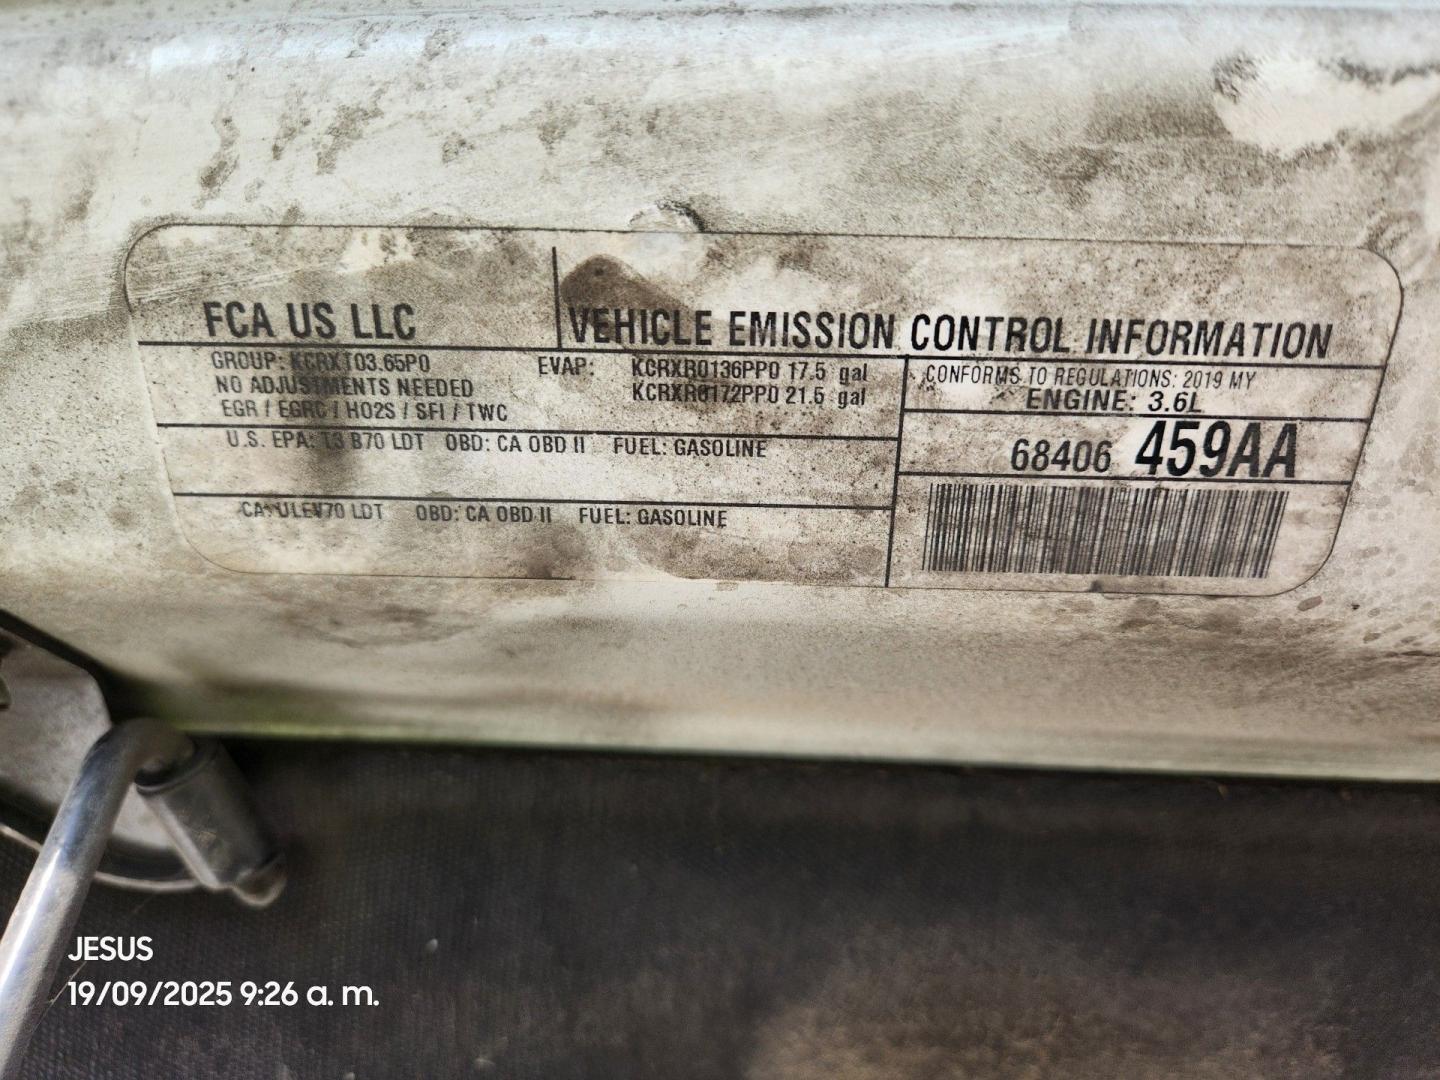 FCA US LLC
VEHICLE EMISSION CONTROL INFORMATION
GROUP: KCRXT03.65P0
NO ADJUSTMENTS NEEDED
EGR / EGRC / HO2S / SFI / TWC
EVAP: KCRXR0136PP0 17.5 gal
KCRXR0172PP0 21.5 gal
CONFORMS TO REGULATIONS: 2019 MY
ENGINE: 3.6L
U.S. EPA: T3 B70 LDT OBD: CA OBD II FUEL: GASOLINE
68406 459AA
CA: ULEV70 LDT OBD: CA OBD II FUEL: GASOLINE
JESUS
19/09/2025 9:26 a. m.